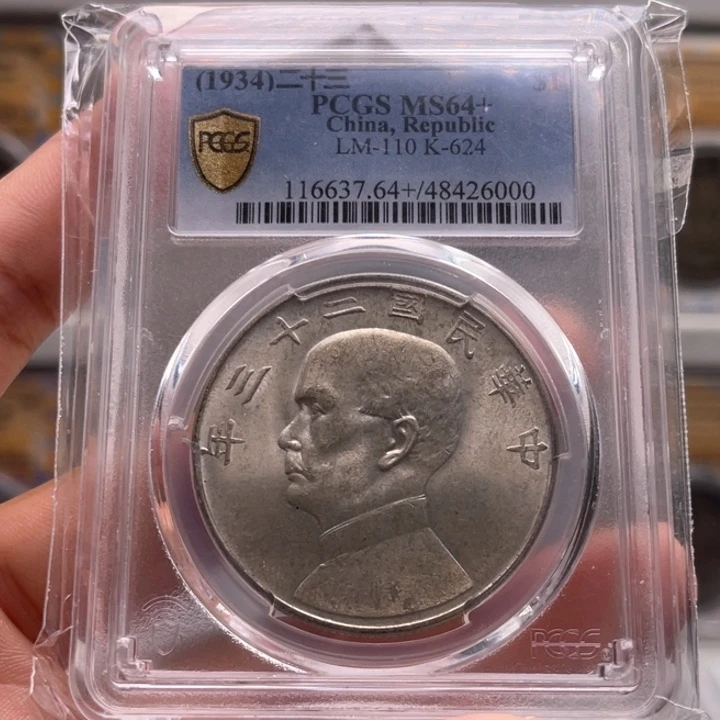 (1934)二十三 $1
PCGS MS64+
China, Republic
LM-110 K-624
116637.64+/48426000
PCGS
中華民國二十三年
PCGS